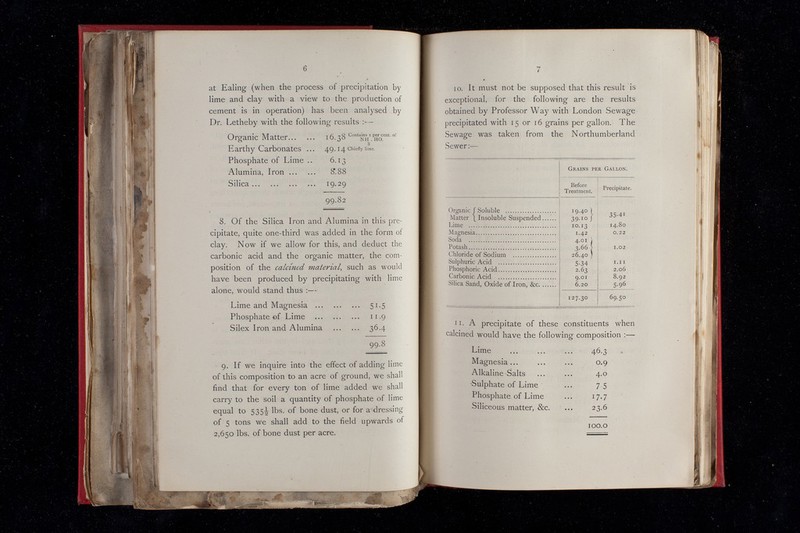 6
at Ealing (when the process of precipitation by
lime and clay with a view to the production of
cement is in operation) has been analysed by
Dr. Letheby with the following results :—
Organic Matter... ... 16.38 Contains 1 per cent. of
NH3 HO.
Earthy Carbonates ... 49.14 Chiefly lime.
Phosphate of Lime .. 6.13
Alumina, Iron ... ... 8.88
Silica ... ... ... ... 19.29
99.82
8. Of the Silica Iron and Alumina in this pre-
cipitate, quite one-third was added in the form of
clay. Now if we allow for this, and deduct the
carbonic acid and the organic matter, the com-
position of the calcined material, such as would
have been produced by precipitating with lime
alone, would stand thus :—
Lime and Magnesia ... ... ... 51.5
Phosphate of Lime ... ... ... 11.9
Silex Iron and Alumina ... ... 36.4
99.8
9. If we inquire into the effect of adding lime
of this composition to an acre of ground, we shall
find that for every ton of lime added we shall
carry to the soil a quantity of phosphate of lime
equal to 535½ lbs. of bone dust, or for a dressing
of 5 tons we shall add to the field upwards of
2,650 lbs. of bone dust per acre.
7
10. It must not be supposed that this result is
exceptional, for the following are the results
obtained by Professor Way with London Sewage
precipitated with 15 or 16 grains per gallon. The
Sewage was taken from the Northumberland
Sewer:—
Grains per Gallon.
Before Treatment. Precipitate.
Organic { Soluble ... 19.40 } 35.41
Matter { Insoluble Suspended ... 39.10 }
Lime ... 10.13 14.80
Magnesia ... 1.42 0.22
Soda ... 4.01 }
Potash ... 3.66 } 1.02
Chloride of Sodium ... 26.40 }
Sulphuric Acid ... 5.34 1.11
Phosphoric Acid ... 2.63 2.06
Carbonic Acid ... 9.01 8.92
Silica Sand, Oxide of Iron, &c. ... 6.20 5.96
127.30 69.50
11. A precipitate of these constituents when
calcined would have the following composition :—
Lime ... ... ... 46.3
Magnesia ... ... ... 0.9
Alkaline Salts ... ... 4.0
Sulphate of Lime ... 7 5
Phosphate of Lime ... 17.7
Siliceous matter, &c. ... 23.6
100.0